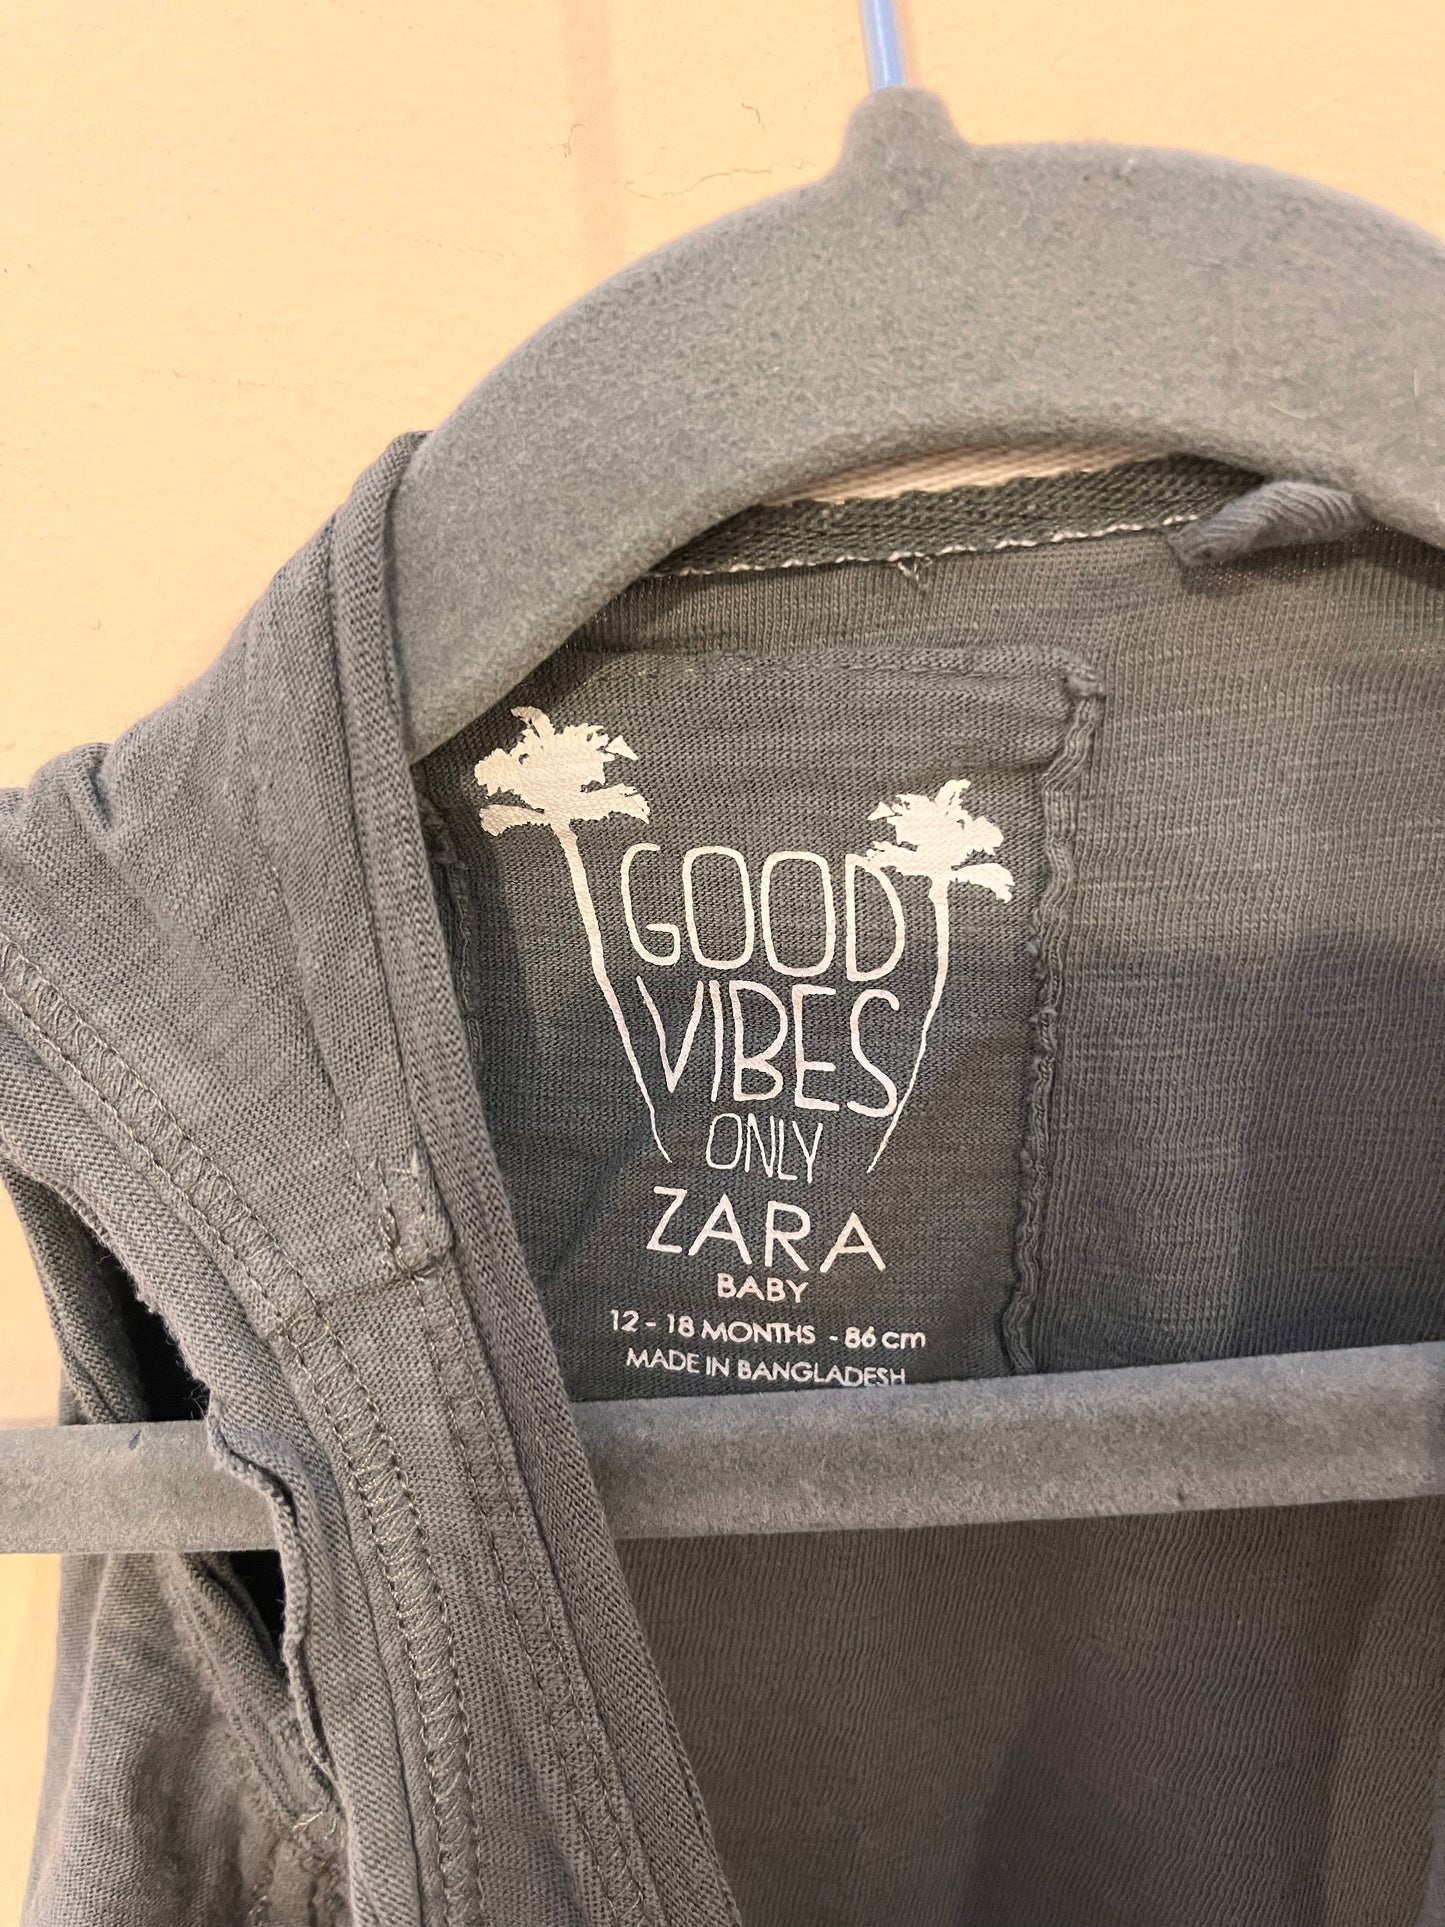 GOOD
VIBES
ONLY
ZARA
BABY
12 - 18 MONTHS - 86 cm
MADE IN BANGLADESH